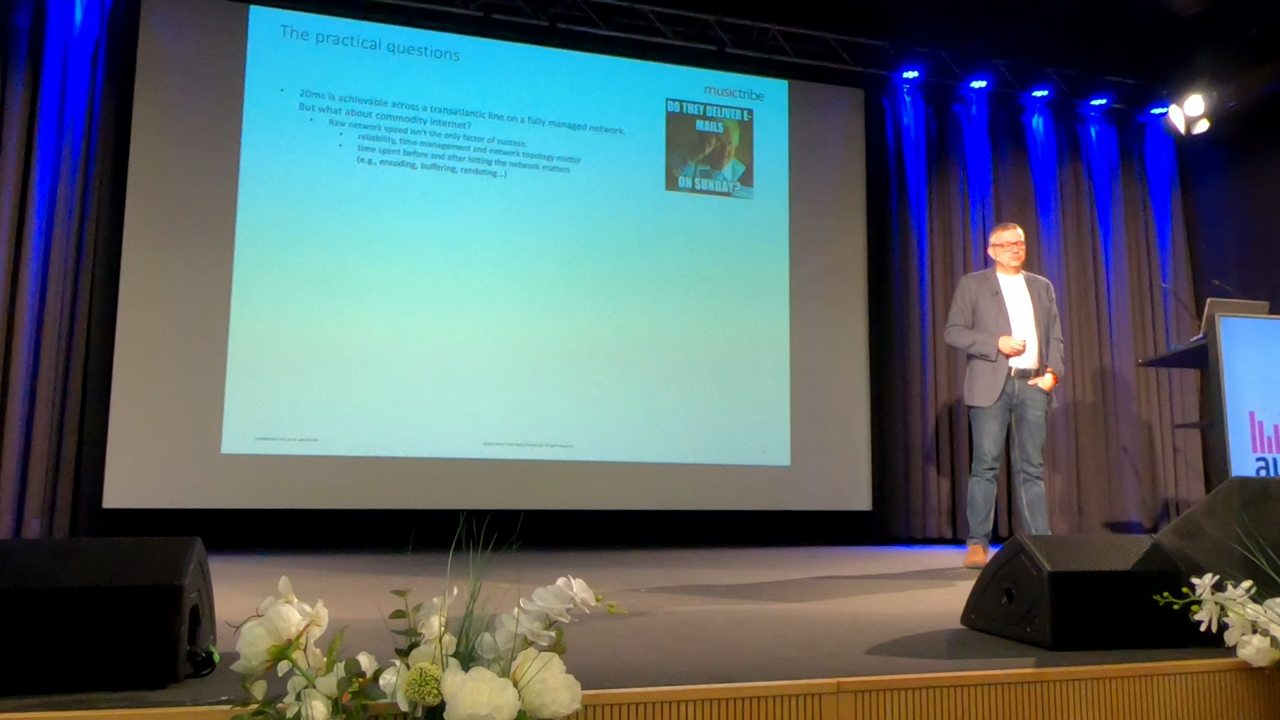 The practical questions
musictribe
• 20ms is achievable across a transatlantic line on a fully managed network.
But what about commodity internet?
• Raw network speed isn't the only factor of success;
• reliability, time management and network topology matter
• time spent before and after hitting the network matters
(e.g., encoding, buffering, rendering...)
DO THEY DELIVER E-
MAILS
ON SUNDAY?
au